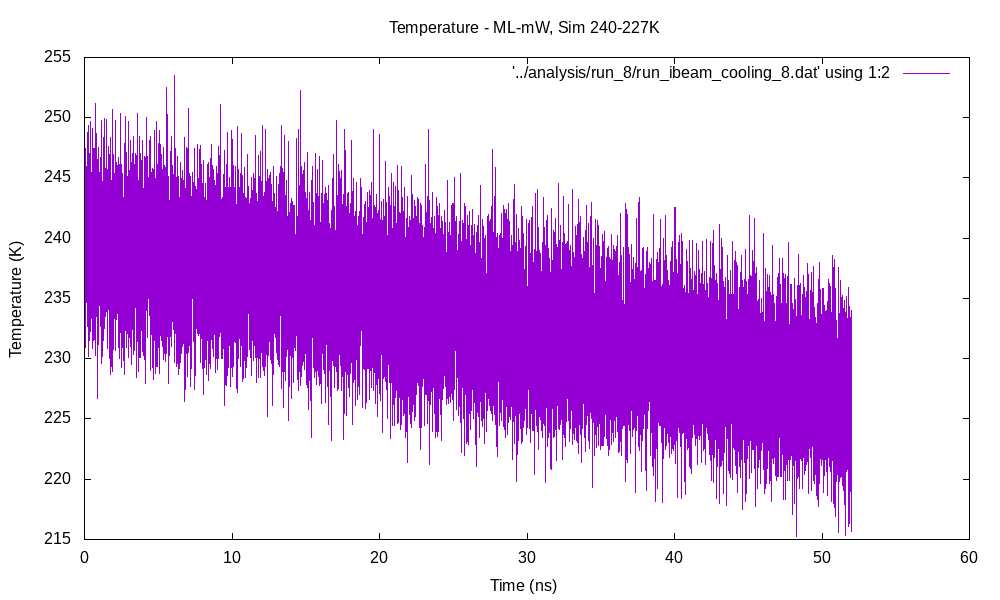 Temperature - ML-mW, Sim 240-227K
'../analysis/run_8/run_ibeam_cooling_8.dat' using 1:2
255
250
245
240
235
230
225
220
215
Temperature (K)
0 10 20 30 40 50 60
Time (ns)